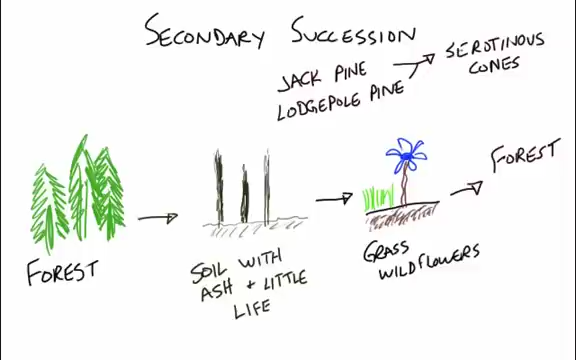 SECONDARY SUCCESSION
JACK PINE
LODGEPOLE PINE
SEROTINOUS
CONES
FOREST
FOREST
SOIL WITH
ASH + LITTLE
LIFE
GRASS
WILDFLOWERS